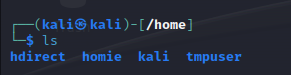 ┌──(kali㉿kali)-[/home]
└─$ ls
hdirect  homie  kali  tmpuser